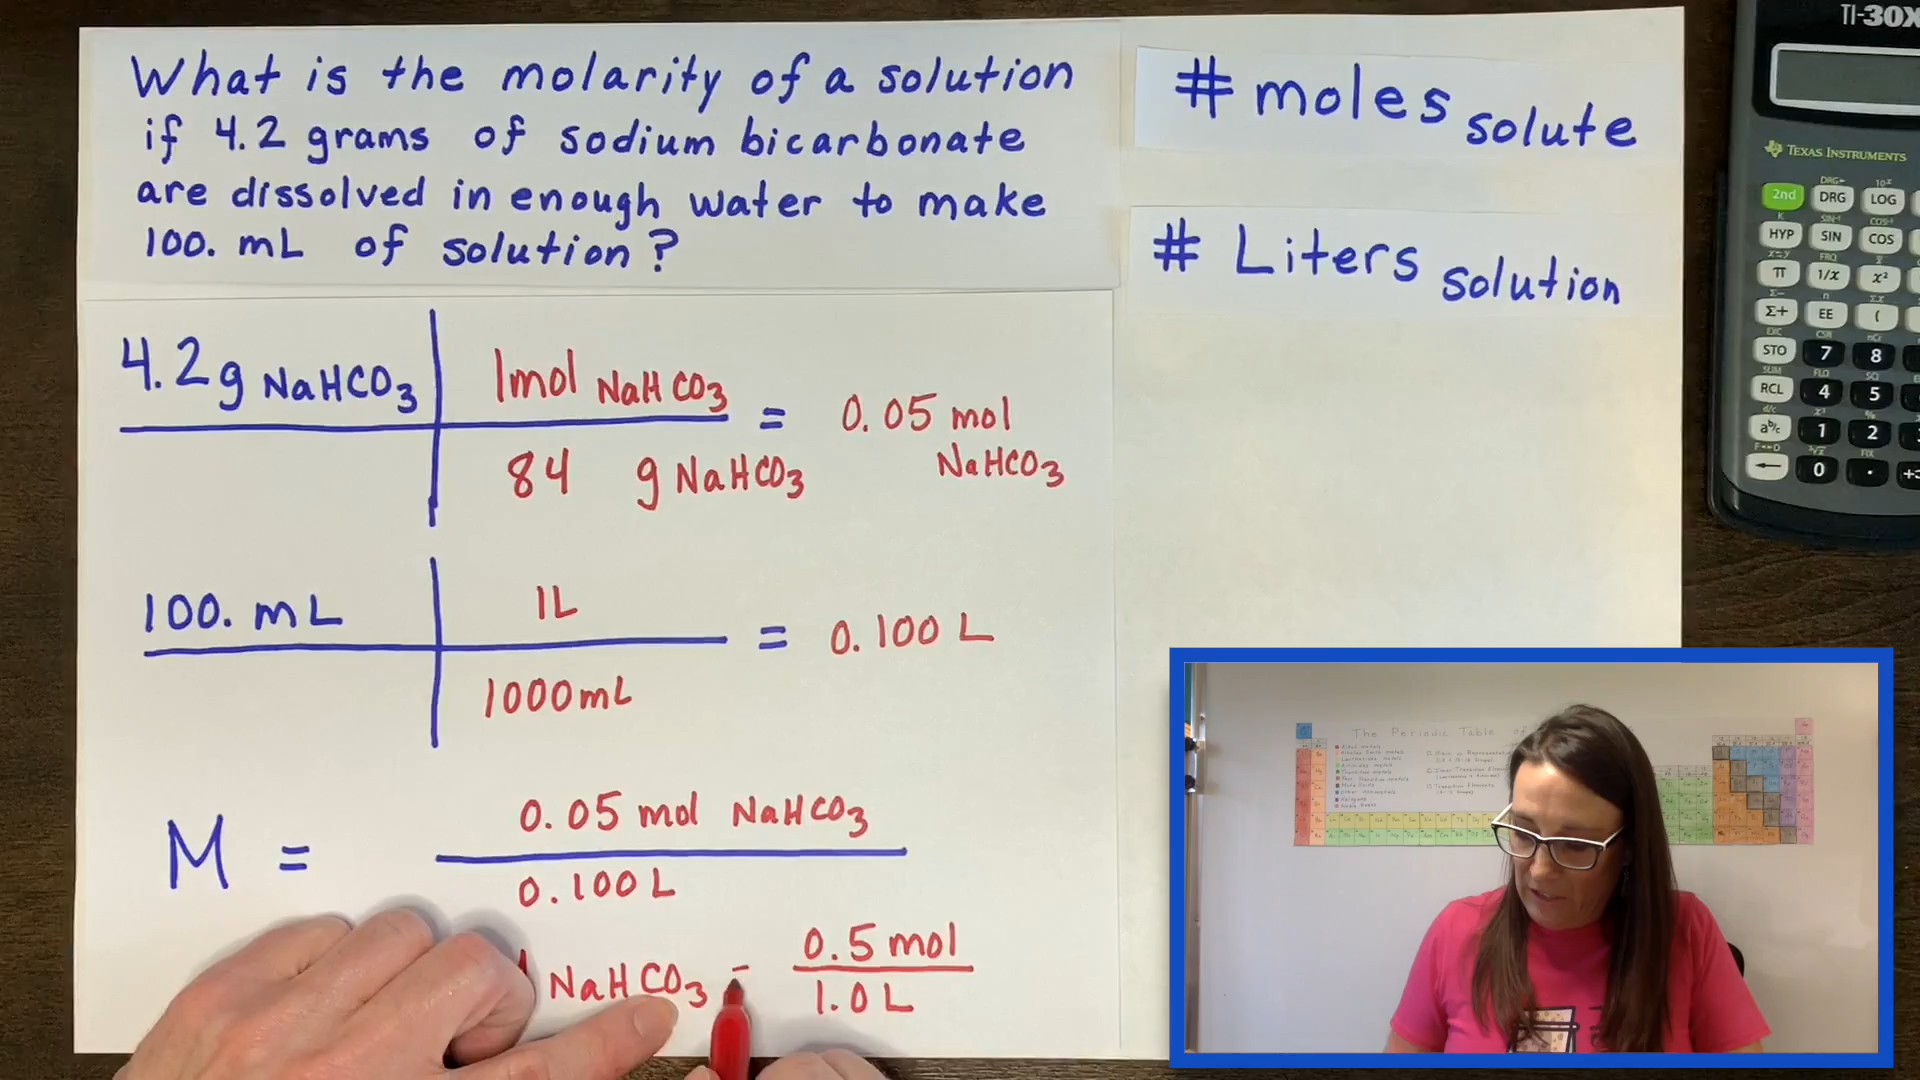 What is the molarity of a solution
if 4.2 grams of sodium bicarbonate
are dissolved in enough water to make
100. mL of solution?
# moles solute
# Liters solution
4.2g NaHCO3
1mol NaHCO3
84 g NaHCO3
= 0.05 mol
NaHCO3
100. mL
1L
1000mL
= 0.100 L
M =
0.05 mol NaHCO3
0.100 L
NaHCO3
0.5 mol
1.0 L
TI-30X
TEXAS INSTRUMENTS
2nd DRG LOG
HYP SIN COS
π 1/x x²
Σ+ EE (
STO 7 8
RCL 4 5
1 2
0 .
The Periodic Table of